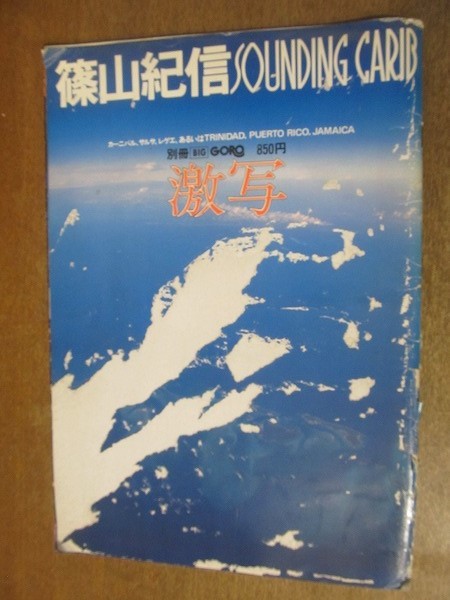 篠山紀信 SOUNDING CARIB
カーニバル、サルサ、レゲエ、あるいはTRINIDAD, PUERTO RICO, JAMAICA
別冊 BIG GORO 850円
激写